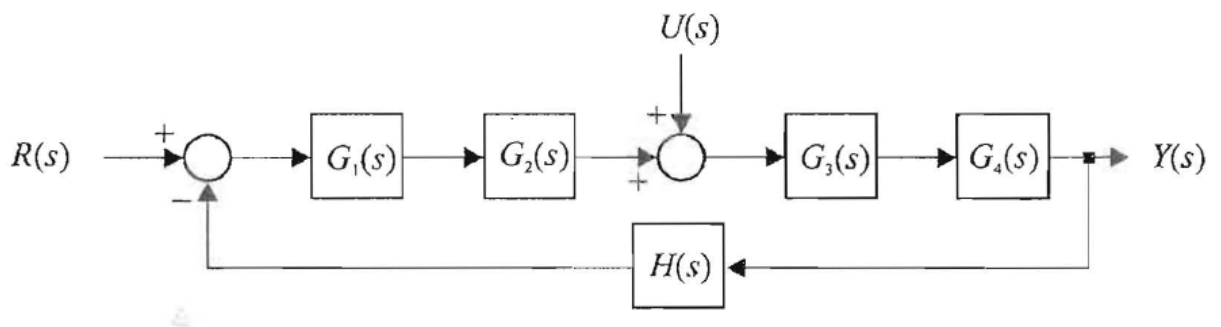 U(s)
+
+
R(s)
G₁(s)
G₂(s)
+
G₃(s)
G₄(s)
Y(s)
−
H(s)